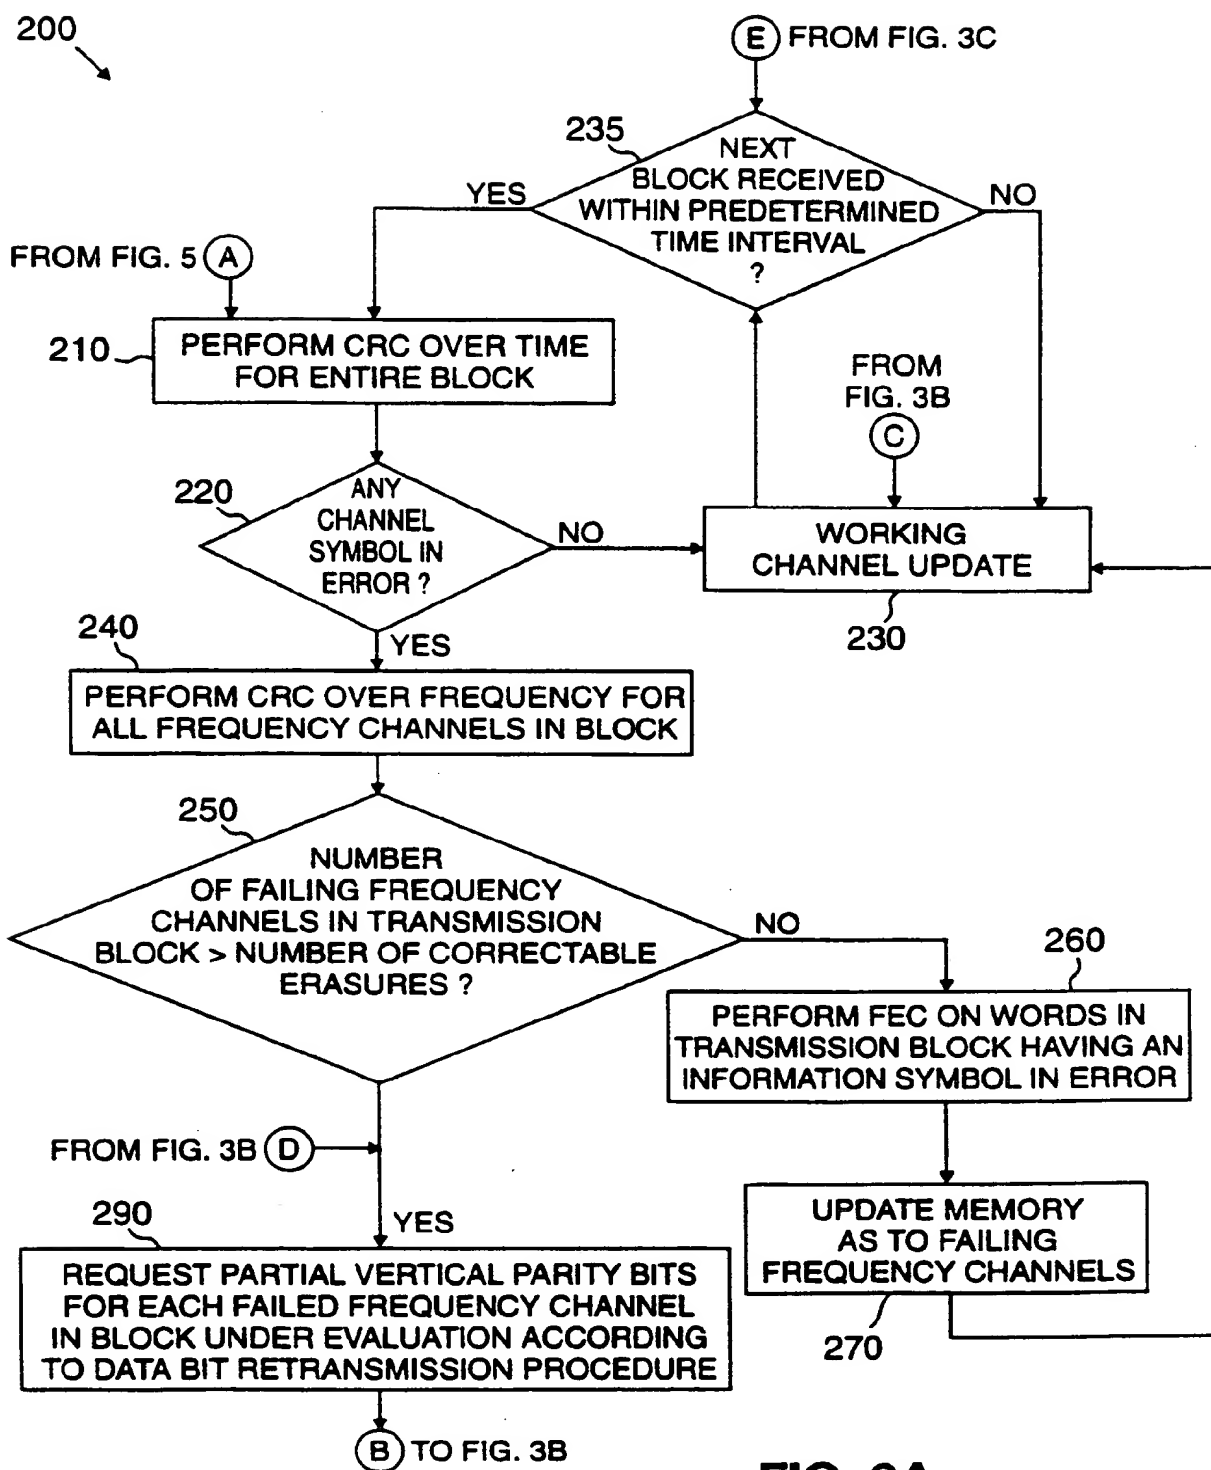 200
E FROM FIG. 3C
235
NEXT
BLOCK RECEIVED
WITHIN PREDETERMINED
TIME INTERVAL
?
YES
NO
FROM FIG. 5 A
210
PERFORM CRC OVER TIME
FOR ENTIRE BLOCK
FROM
FIG. 3B
C
220
ANY
CHANNEL
SYMBOL IN
ERROR ?
NO
WORKING
CHANNEL UPDATE
230
240
YES
PERFORM CRC OVER FREQUENCY FOR
ALL FREQUENCY CHANNELS IN BLOCK
250
NUMBER
OF FAILING FREQUENCY
CHANNELS IN TRANSMISSION
BLOCK > NUMBER OF CORRECTABLE
ERASURES ?
NO
260
PERFORM FEC ON WORDS IN
TRANSMISSION BLOCK HAVING AN
INFORMATION SYMBOL IN ERROR
FROM FIG. 3B D
UPDATE MEMORY
AS TO FAILING
FREQUENCY CHANNELS
270
290
YES
REQUEST PARTIAL VERTICAL PARITY BITS
FOR EACH FAILED FREQUENCY CHANNEL
IN BLOCK UNDER EVALUATION ACCORDING
TO DATA BIT RETRANSMISSION PROCEDURE
B TO FIG. 3B